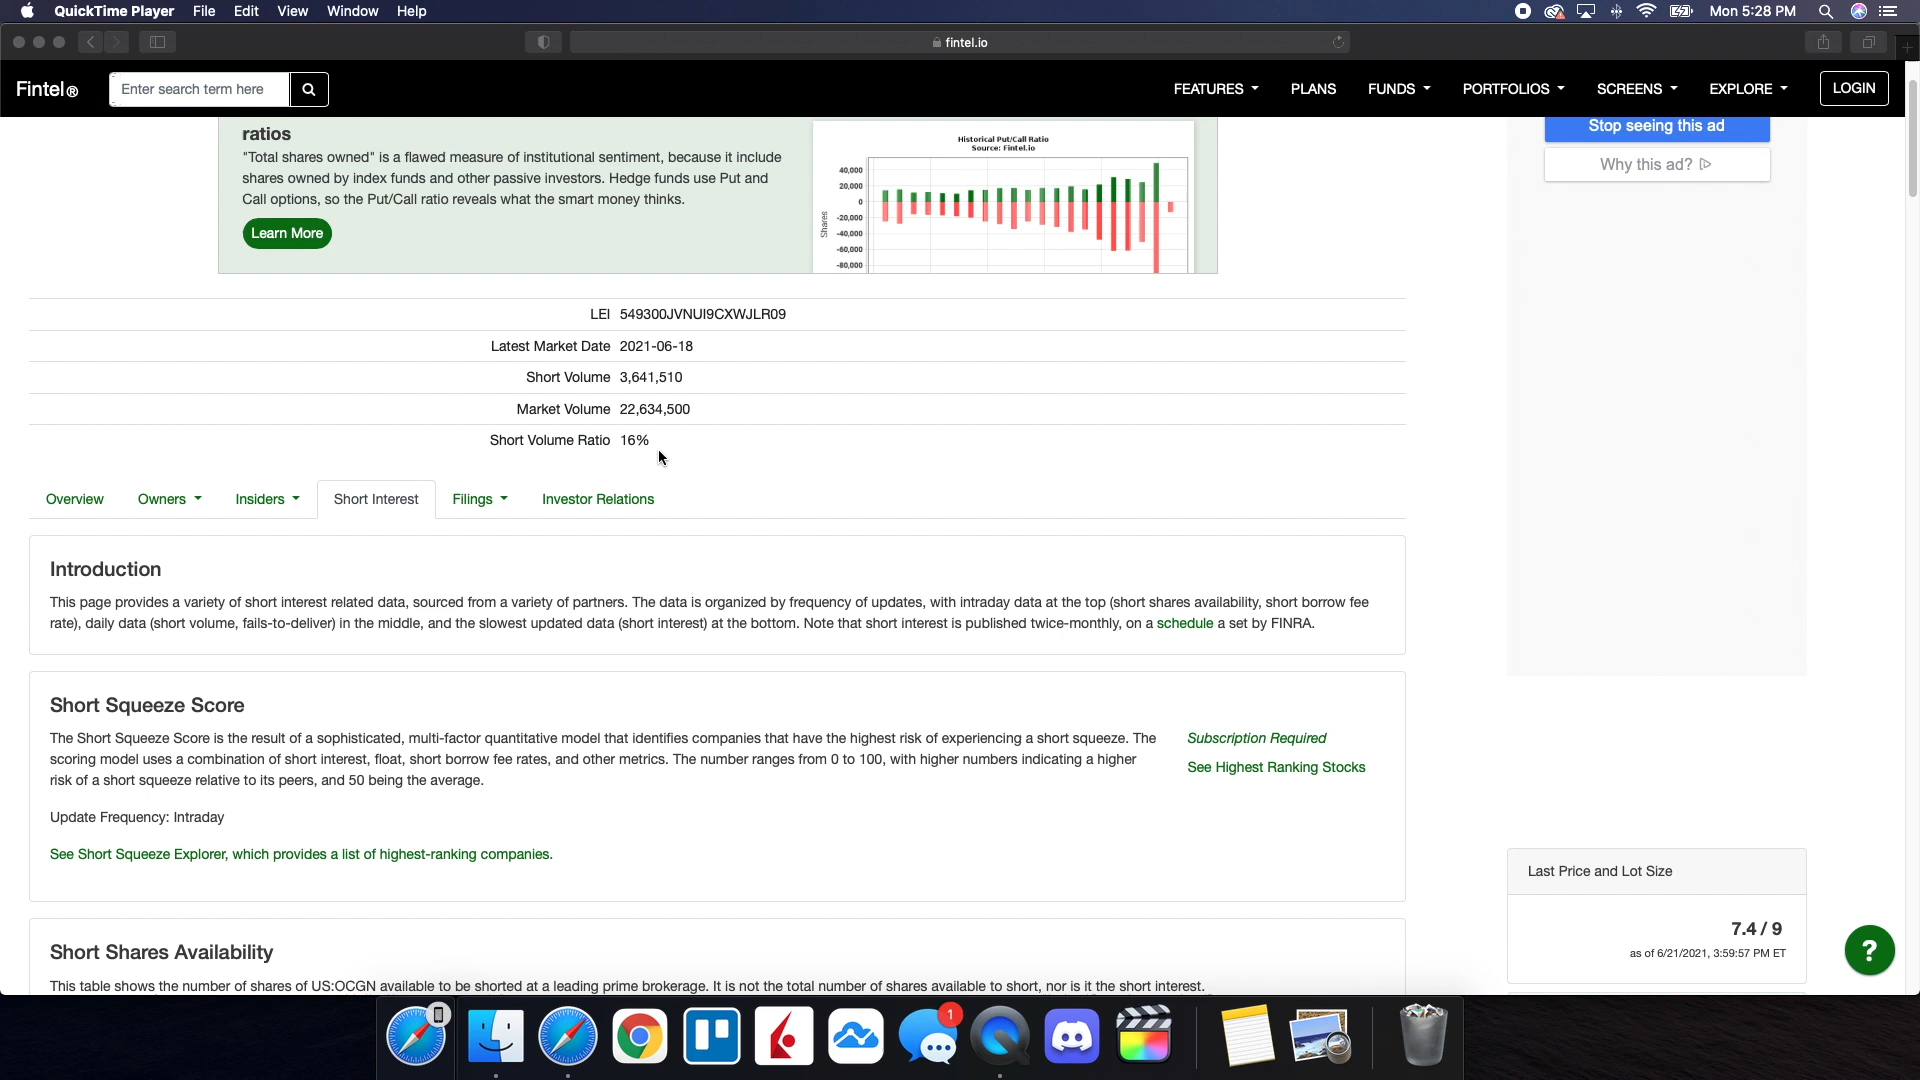 QuickTime Player File Edit View Window Help Mon 5:28 PM
fintel.io
Fintel® Enter search term here FEATURES PLANS FUNDS PORTFOLIOS SCREENS EXPLORE LOGIN
ratios
"Total shares owned" is a flawed measure of institutional sentiment, because it include
shares owned by index funds and other passive investors. Hedge funds use Put and
Call options, so the Put/Call ratio reveals what the smart money thinks.
Learn More
Historical Put/Call Ratio
Source: Fintel.io
40,000
20,000
0
-20,000
-40,000
-60,000
-80,000
Shares
Stop seeing this ad
Why this ad?
LEI 549300JVNUI9CXWJLR09
Latest Market Date 2021-06-18
Short Volume 3,641,510
Market Volume 22,634,500
Short Volume Ratio 16%
Overview Owners Insiders Short Interest Filings Investor Relations
Introduction
This page provides a variety of short interest related data, sourced from a variety of partners. The data is organized by frequency of updates, with intraday data at the top (short shares availability, short borrow fee
rate), daily data (short volume, fails-to-deliver) in the middle, and the slowest updated data (short interest) at the bottom. Note that short interest is published twice-monthly, on a schedule a set by FINRA.
Short Squeeze Score
The Short Squeeze Score is the result of a sophisticated, multi-factor quantitative model that identifies companies that have the highest risk of experiencing a short squeeze. The
scoring model uses a combination of short interest, float, short borrow fee rates, and other metrics. The number ranges from 0 to 100, with higher numbers indicating a higher
risk of a short squeeze relative to its peers, and 50 being the average.
Subscription Required
See Highest Ranking Stocks
Update Frequency: Intraday
See Short Squeeze Explorer, which provides a list of highest-ranking companies.
Short Shares Availability
This table shows the number of shares of US:OCGN available to be shorted at a leading prime brokerage. It is not the total number of shares available to short, nor is it the short interest.
Last Price and Lot Size
7.4 / 9
as of 6/21/2021, 3:59:57 PM ET
?
1